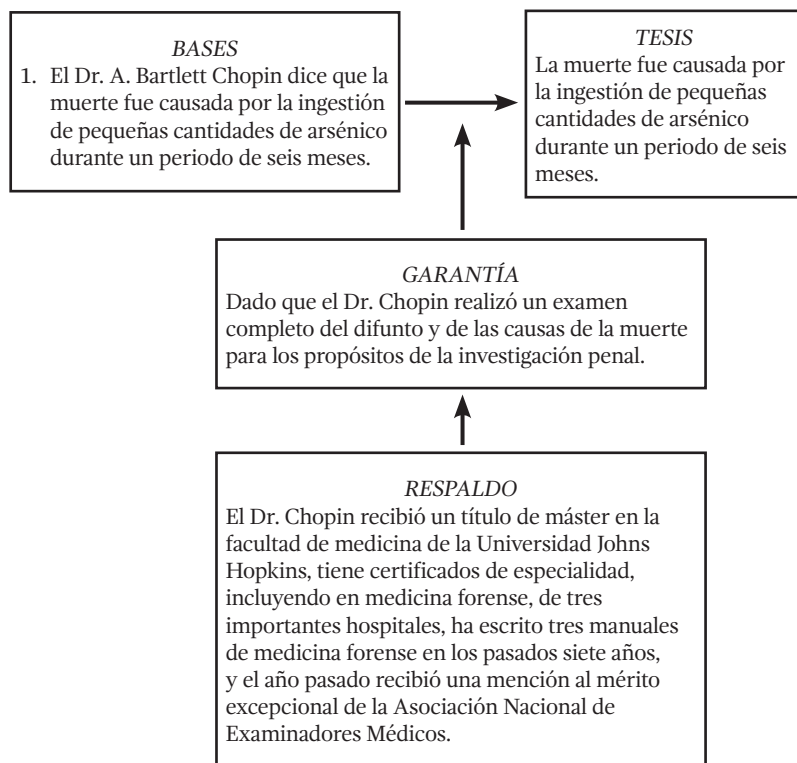 BASES
1. El Dr. A. Bartlett Chopin dice que la
muerte fue causada por la ingestión
de pequeñas cantidades de arsénico
durante un periodo de seis meses.
TESIS
La muerte fue causada por
la ingestión de pequeñas
cantidades de arsénico
durante un periodo de seis
meses.
GARANTÍA
Dado que el Dr. Chopin realizó un examen
completo del difunto y de las causas de la muerte
para los propósitos de la investigación penal.
RESPALDO
El Dr. Chopin recibió un título de máster en la
facultad de medicina de la Universidad Johns
Hopkins, tiene certificados de especialidad,
incluyendo en medicina forense, de tres
importantes hospitales, ha escrito tres manuales
de medicina forense en los pasados siete años,
y el año pasado recibió una mención al mérito
excepcional de la Asociación Nacional de
Examinadores Médicos.